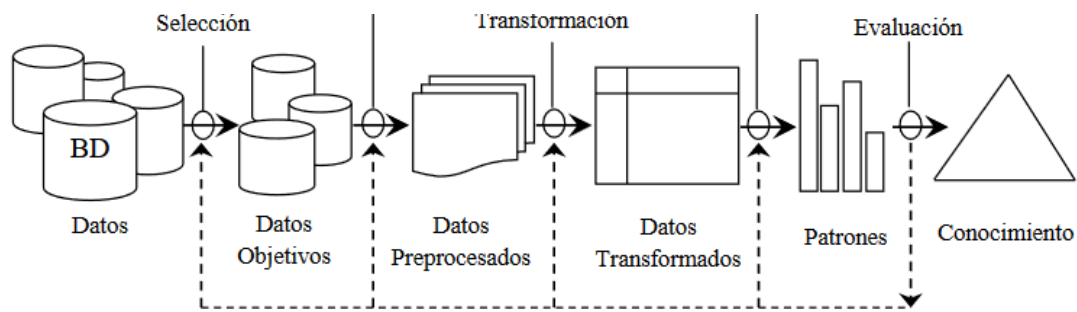 Selección
Transformación
Evaluación
BD
Datos
Datos
Objetivos
Datos
Preprocesados
Datos
Transformados
Patrones
Conocimiento